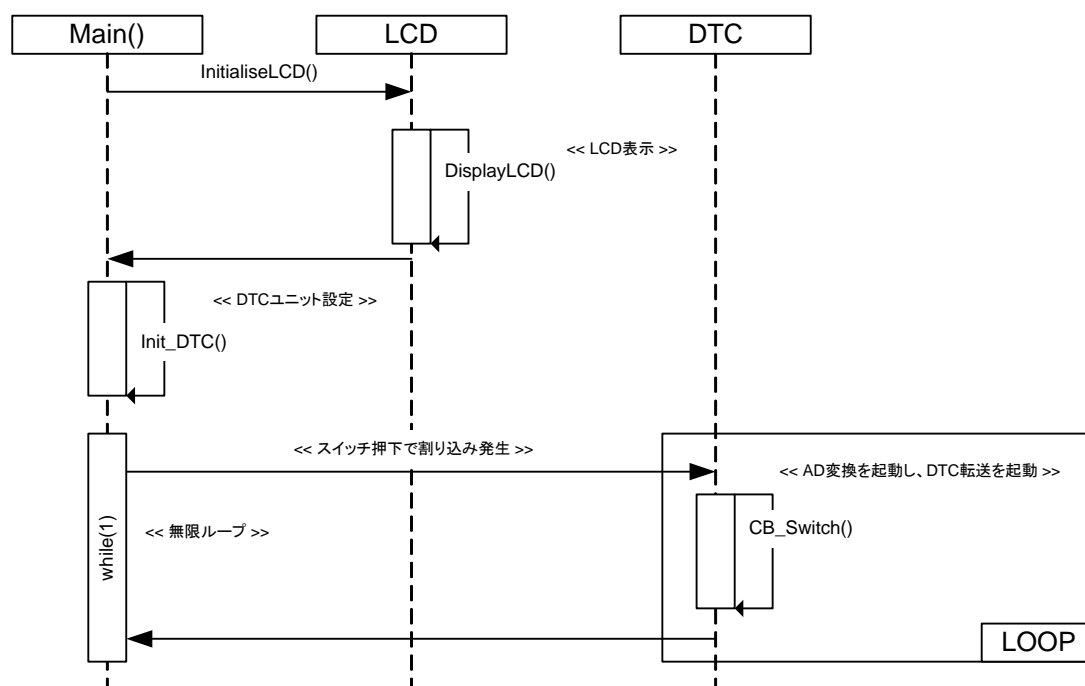 Main()
LCD
DTC
InitialiseLCD()
<< LCD表示 >>
DisplayLCD()
<< DTCユニット設定 >>
Init_DTC()
<< スイッチ押下で割り込み発生 >>
<< AD変換を起動し、DTC転送を起動 >>
while(1)
<< 無限ループ >>
CB_Switch()
LOOP